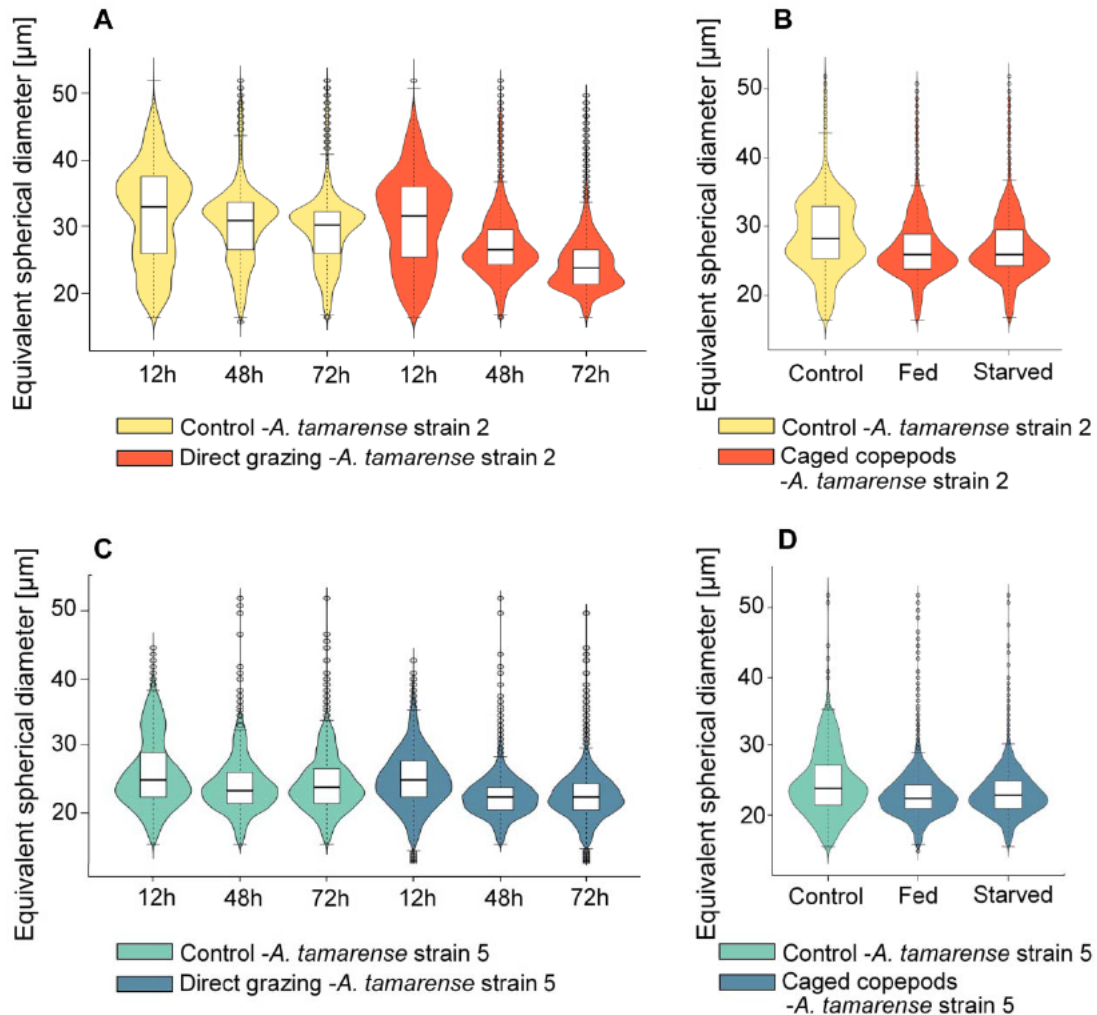 A
Equivalent spherical diameter [µm]
50
40
30
20
12h 48h 72h 12h 48h 72h
Control -A. tamarense strain 2
Direct grazing -A. tamarense strain 2
B
Equivalent spherical diameter [µm]
50
40
30
20
Control Fed Starved
Control -A. tamarense strain 2
Caged copepods
-A. tamarense strain 2
C
Equivalent spherical diameter [µm]
50
40
30
20
12h 48h 72h 12h 48h 72h
Control -A. tamarense strain 5
Direct grazing -A. tamarense strain 5
D
Equivalent spherical diameter [µm]
50
40
30
20
Control Fed Starved
Control -A. tamarense strain 5
Caged copepods
-A. tamarense strain 5